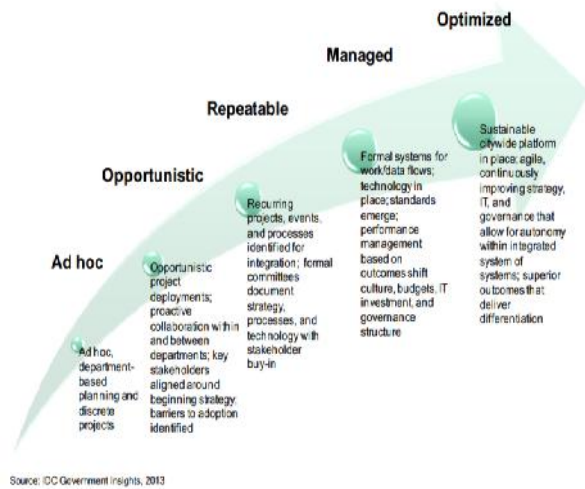 Optimized
Managed
Repeatable
Opportunistic
Ad hoc
Ad hoc,
department-
based
planning and
discrete
projects
Opportunistic
project
deployments;
proactive
collaboration within
and between
departments; key
stakeholders
aligned around
beginning strategy;
barriers to adoption
identified
Recurring
projects, events,
and processes
identified for
integration; formal
committees
document
strategy,
processes, and
technology with
stakeholder
buy-in
Formal systems for
work/data flows;
technology in
place; standards
emerge;
performance
management
based on
outcomes shift
culture, budgets, IT
investment, and
governance
structure
Sustainable
citywide platform
in place; agile,
continuously
improving strategy,
IT, and
governance that
allow for autonomy
within integrated
system of
systems; superior
outcomes that
deliver
differentiation
Source: IDC Government Insights, 2013